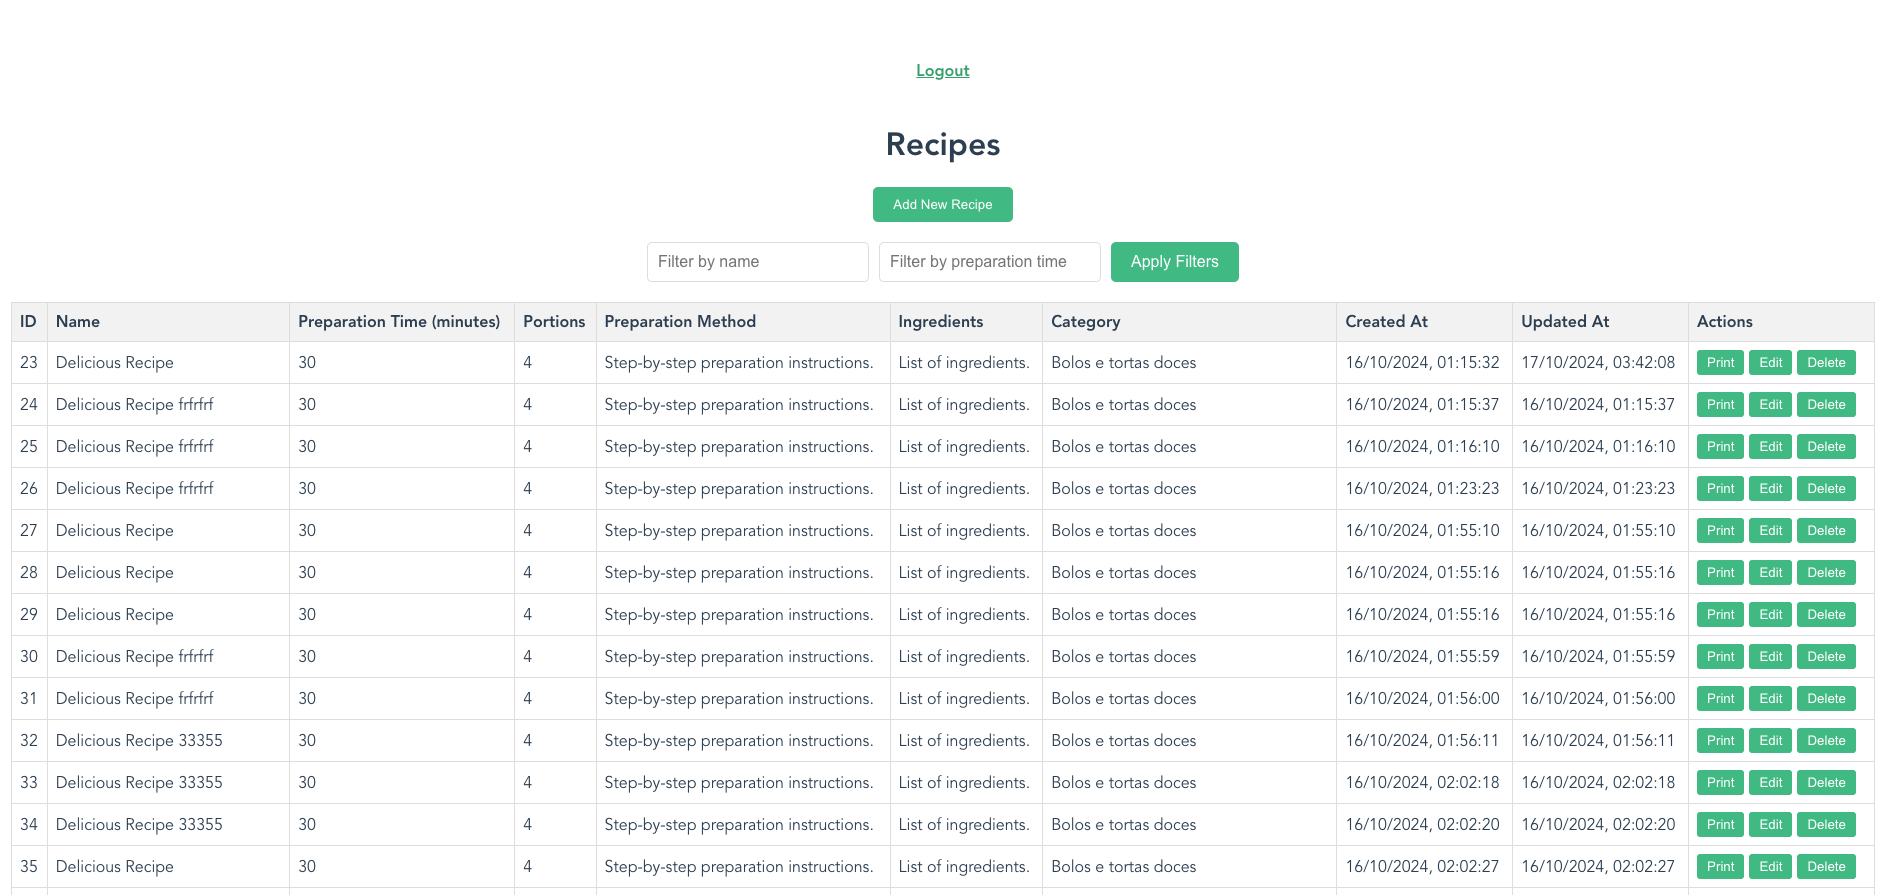 Logout
Recipes
Add New Recipe
Filter by name Filter by preparation time Apply Filters
ID Name Preparation Time (minutes) Portions Preparation Method Ingredients Category Created At Updated At Actions
23 Delicious Recipe 30 4 Step-by-step preparation instructions. List of ingredients. Bolos e tortas doces 16/10/2024, 01:15:32 17/10/2024, 03:42:08 Print Edit Delete
24 Delicious Recipe frfrfrf 30 4 Step-by-step preparation instructions. List of ingredients. Bolos e tortas doces 16/10/2024, 01:15:37 16/10/2024, 01:15:37 Print Edit Delete
25 Delicious Recipe frfrfrf 30 4 Step-by-step preparation instructions. List of ingredients. Bolos e tortas doces 16/10/2024, 01:16:10 16/10/2024, 01:16:10 Print Edit Delete
26 Delicious Recipe frfrfrf 30 4 Step-by-step preparation instructions. List of ingredients. Bolos e tortas doces 16/10/2024, 01:23:23 16/10/2024, 01:23:23 Print Edit Delete
27 Delicious Recipe 30 4 Step-by-step preparation instructions. List of ingredients. Bolos e tortas doces 16/10/2024, 01:55:10 16/10/2024, 01:55:10 Print Edit Delete
28 Delicious Recipe 30 4 Step-by-step preparation instructions. List of ingredients. Bolos e tortas doces 16/10/2024, 01:55:16 16/10/2024, 01:55:16 Print Edit Delete
29 Delicious Recipe 30 4 Step-by-step preparation instructions. List of ingredients. Bolos e tortas doces 16/10/2024, 01:55:16 16/10/2024, 01:55:16 Print Edit Delete
30 Delicious Recipe frfrfrf 30 4 Step-by-step preparation instructions. List of ingredients. Bolos e tortas doces 16/10/2024, 01:55:59 16/10/2024, 01:55:59 Print Edit Delete
31 Delicious Recipe frfrfrf 30 4 Step-by-step preparation instructions. List of ingredients. Bolos e tortas doces 16/10/2024, 01:56:00 16/10/2024, 01:56:00 Print Edit Delete
32 Delicious Recipe 33355 30 4 Step-by-step preparation instructions. List of ingredients. Bolos e tortas doces 16/10/2024, 01:56:11 16/10/2024, 01:56:11 Print Edit Delete
33 Delicious Recipe 33355 30 4 Step-by-step preparation instructions. List of ingredients. Bolos e tortas doces 16/10/2024, 02:02:18 16/10/2024, 02:02:18 Print Edit Delete
34 Delicious Recipe 33355 30 4 Step-by-step preparation instructions. List of ingredients. Bolos e tortas doces 16/10/2024, 02:02:20 16/10/2024, 02:02:20 Print Edit Delete
35 Delicious Recipe 30 4 Step-by-step preparation instructions. List of ingredients. Bolos e tortas doces 16/10/2024, 02:02:27 16/10/2024, 02:02:27 Print Edit Delete